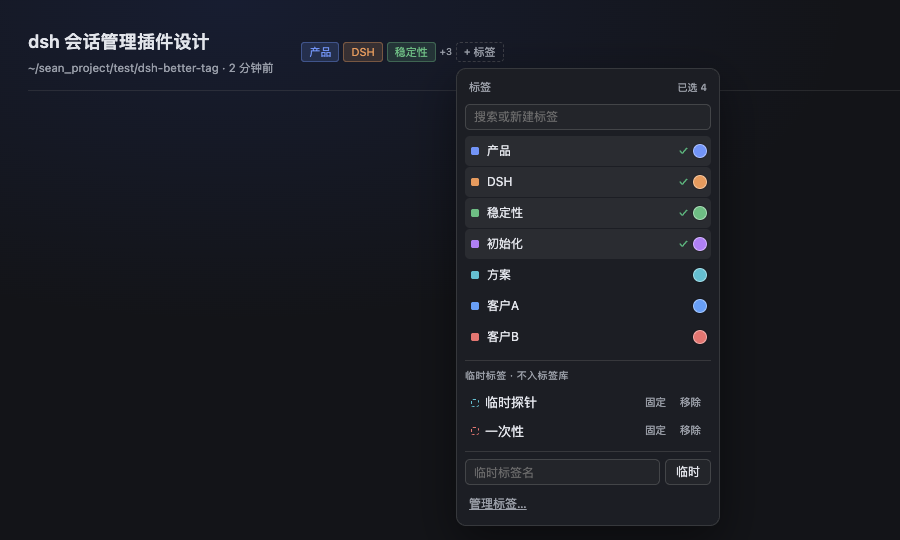 dsh 会话管理插件设计
~/sean_project/test/dsh-better-tag · 2 分钟前
产品 DSH 稳定性 +3 + 标签
标签 已选 4
搜索或新建标签
产品
DSH
稳定性
初始化
方案
客户A
客户B
临时标签 · 不入标签库
临时探针 固定 移除
一次性 固定 移除
临时标签名 临时
管理标签...